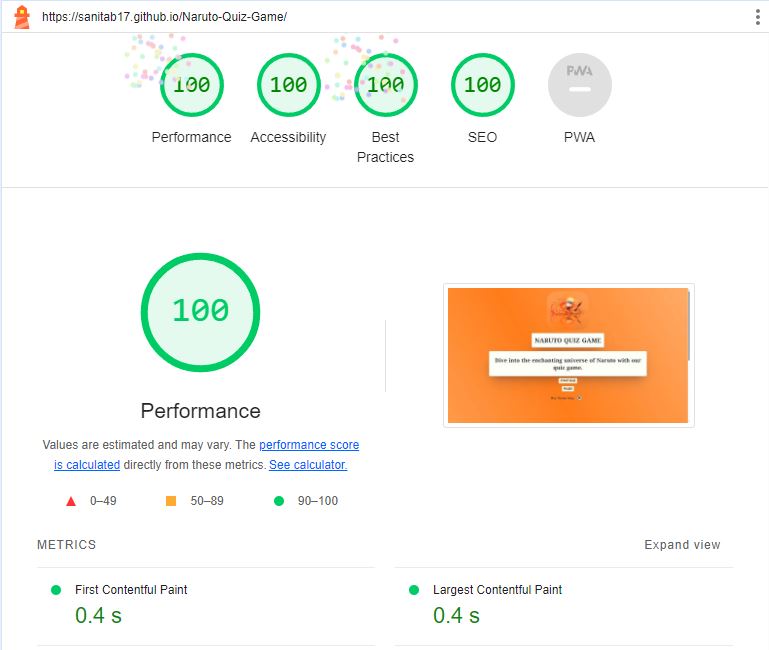 https://sanitab17.github.io/Naruto-Quiz-Game/
100 100 100 100 PWA
Performance Accessibility Best Practices SEO PWA
100
Performance
Values are estimated and may vary. The performance score
is calculated directly from these metrics. See calculator.
0–49 50–89 90–100
NARUTO QUIZ GAME
Dive into the enchanting universe of Naruto with our
quiz game.
METRICS Expand view
First Contentful Paint Largest Contentful Paint
0.4 s 0.4 s